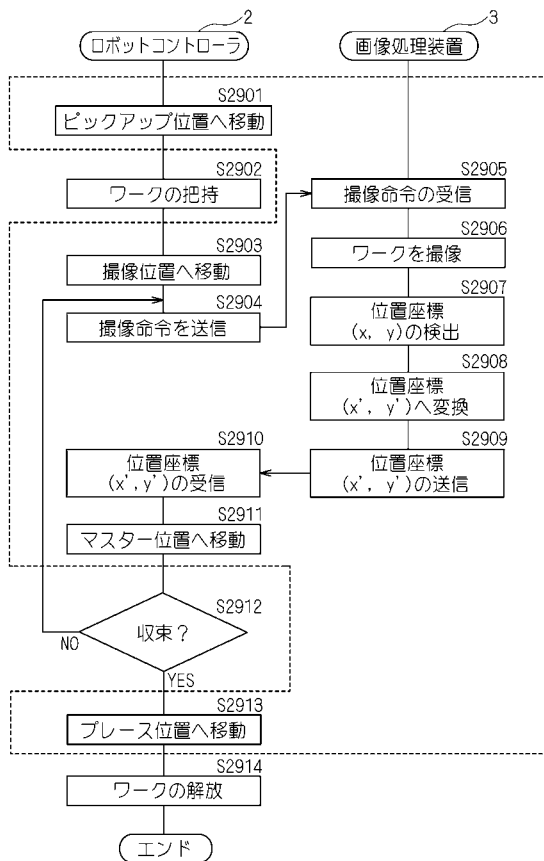 2
ロボットコントローラ
3
画像処理装置
S2901
ピックアップ位置へ移動
S2902
ワークの把持
S2903
撮像位置へ移動
S2904
撮像命令を送信
S2905
撮像命令の受信
S2906
ワークを撮像
S2907
位置座標
(x, y)の検出
S2908
位置座標
(x', y')へ変換
S2909
位置座標
(x', y')の送信
S2910
位置座標
(x',y')の受信
S2911
マスター位置へ移動
S2912
収束？
NO
YES
S2913
プレース位置へ移動
S2914
ワークの解放
エンド